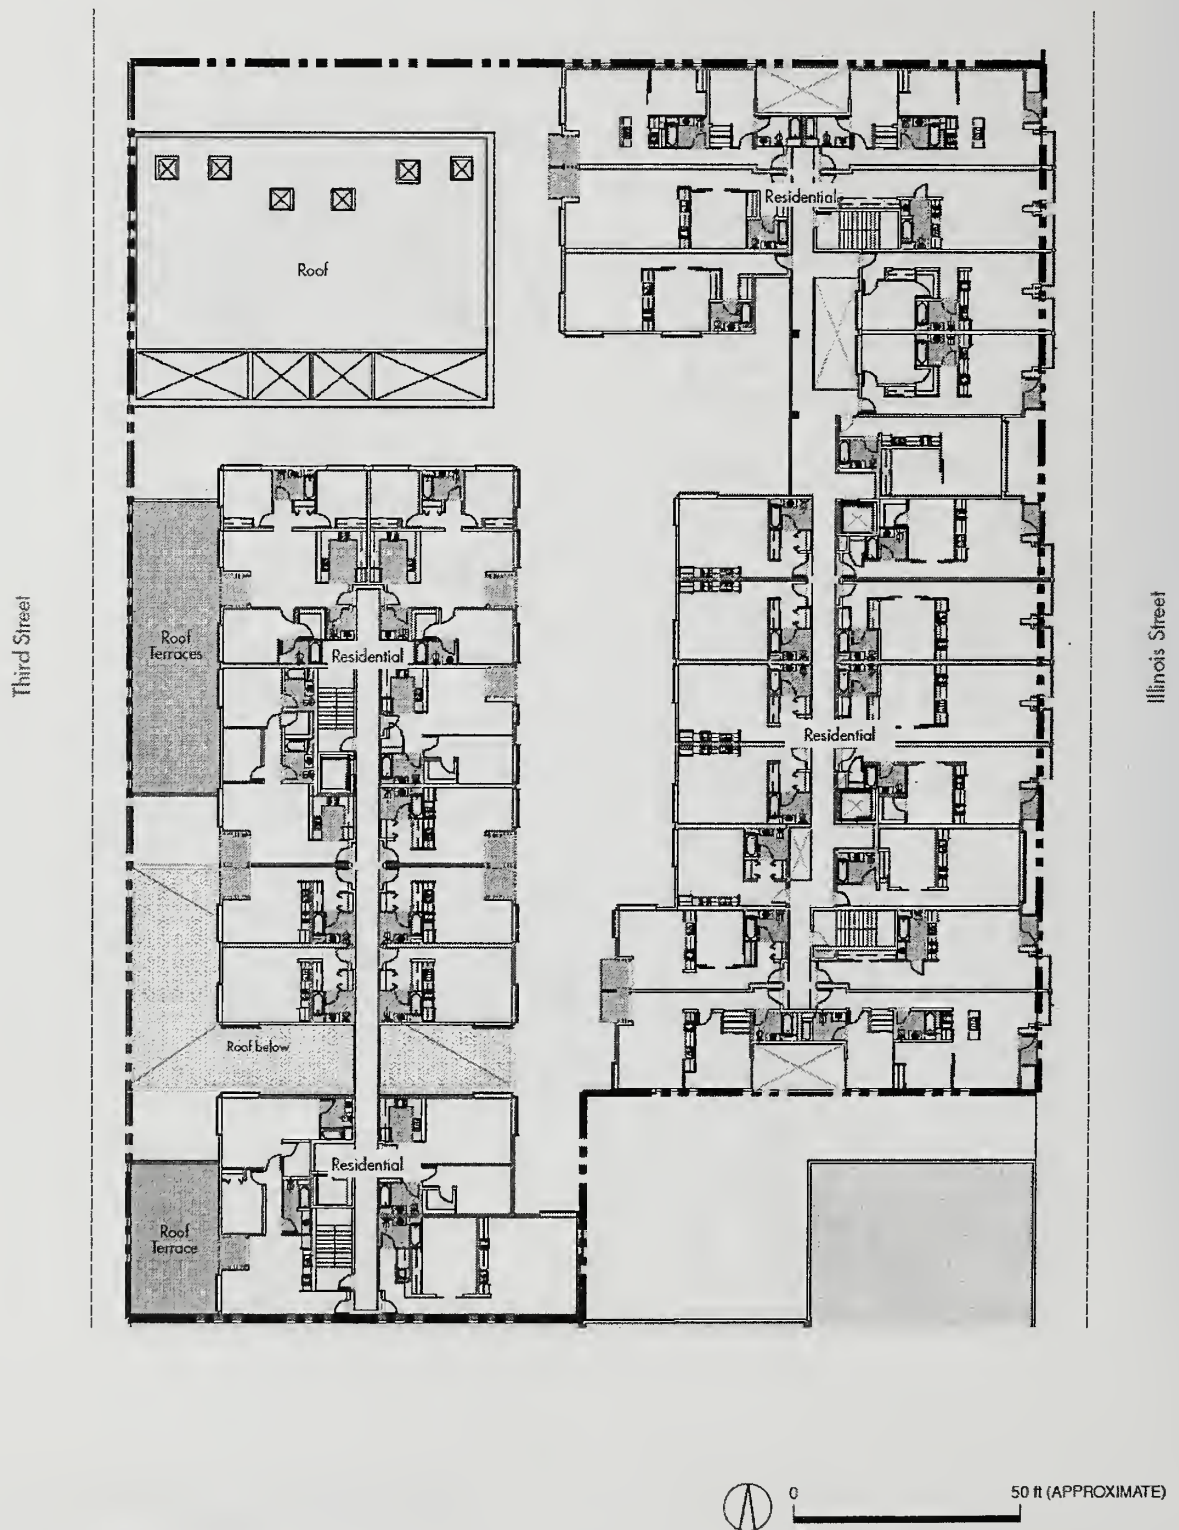 Residential
Roof
Third Street
Illinois Street
Roof
Terraces
Residential
Residential
Roof below
Residential
Roof
Terrace
0
50 ft (APPROXIMATE)